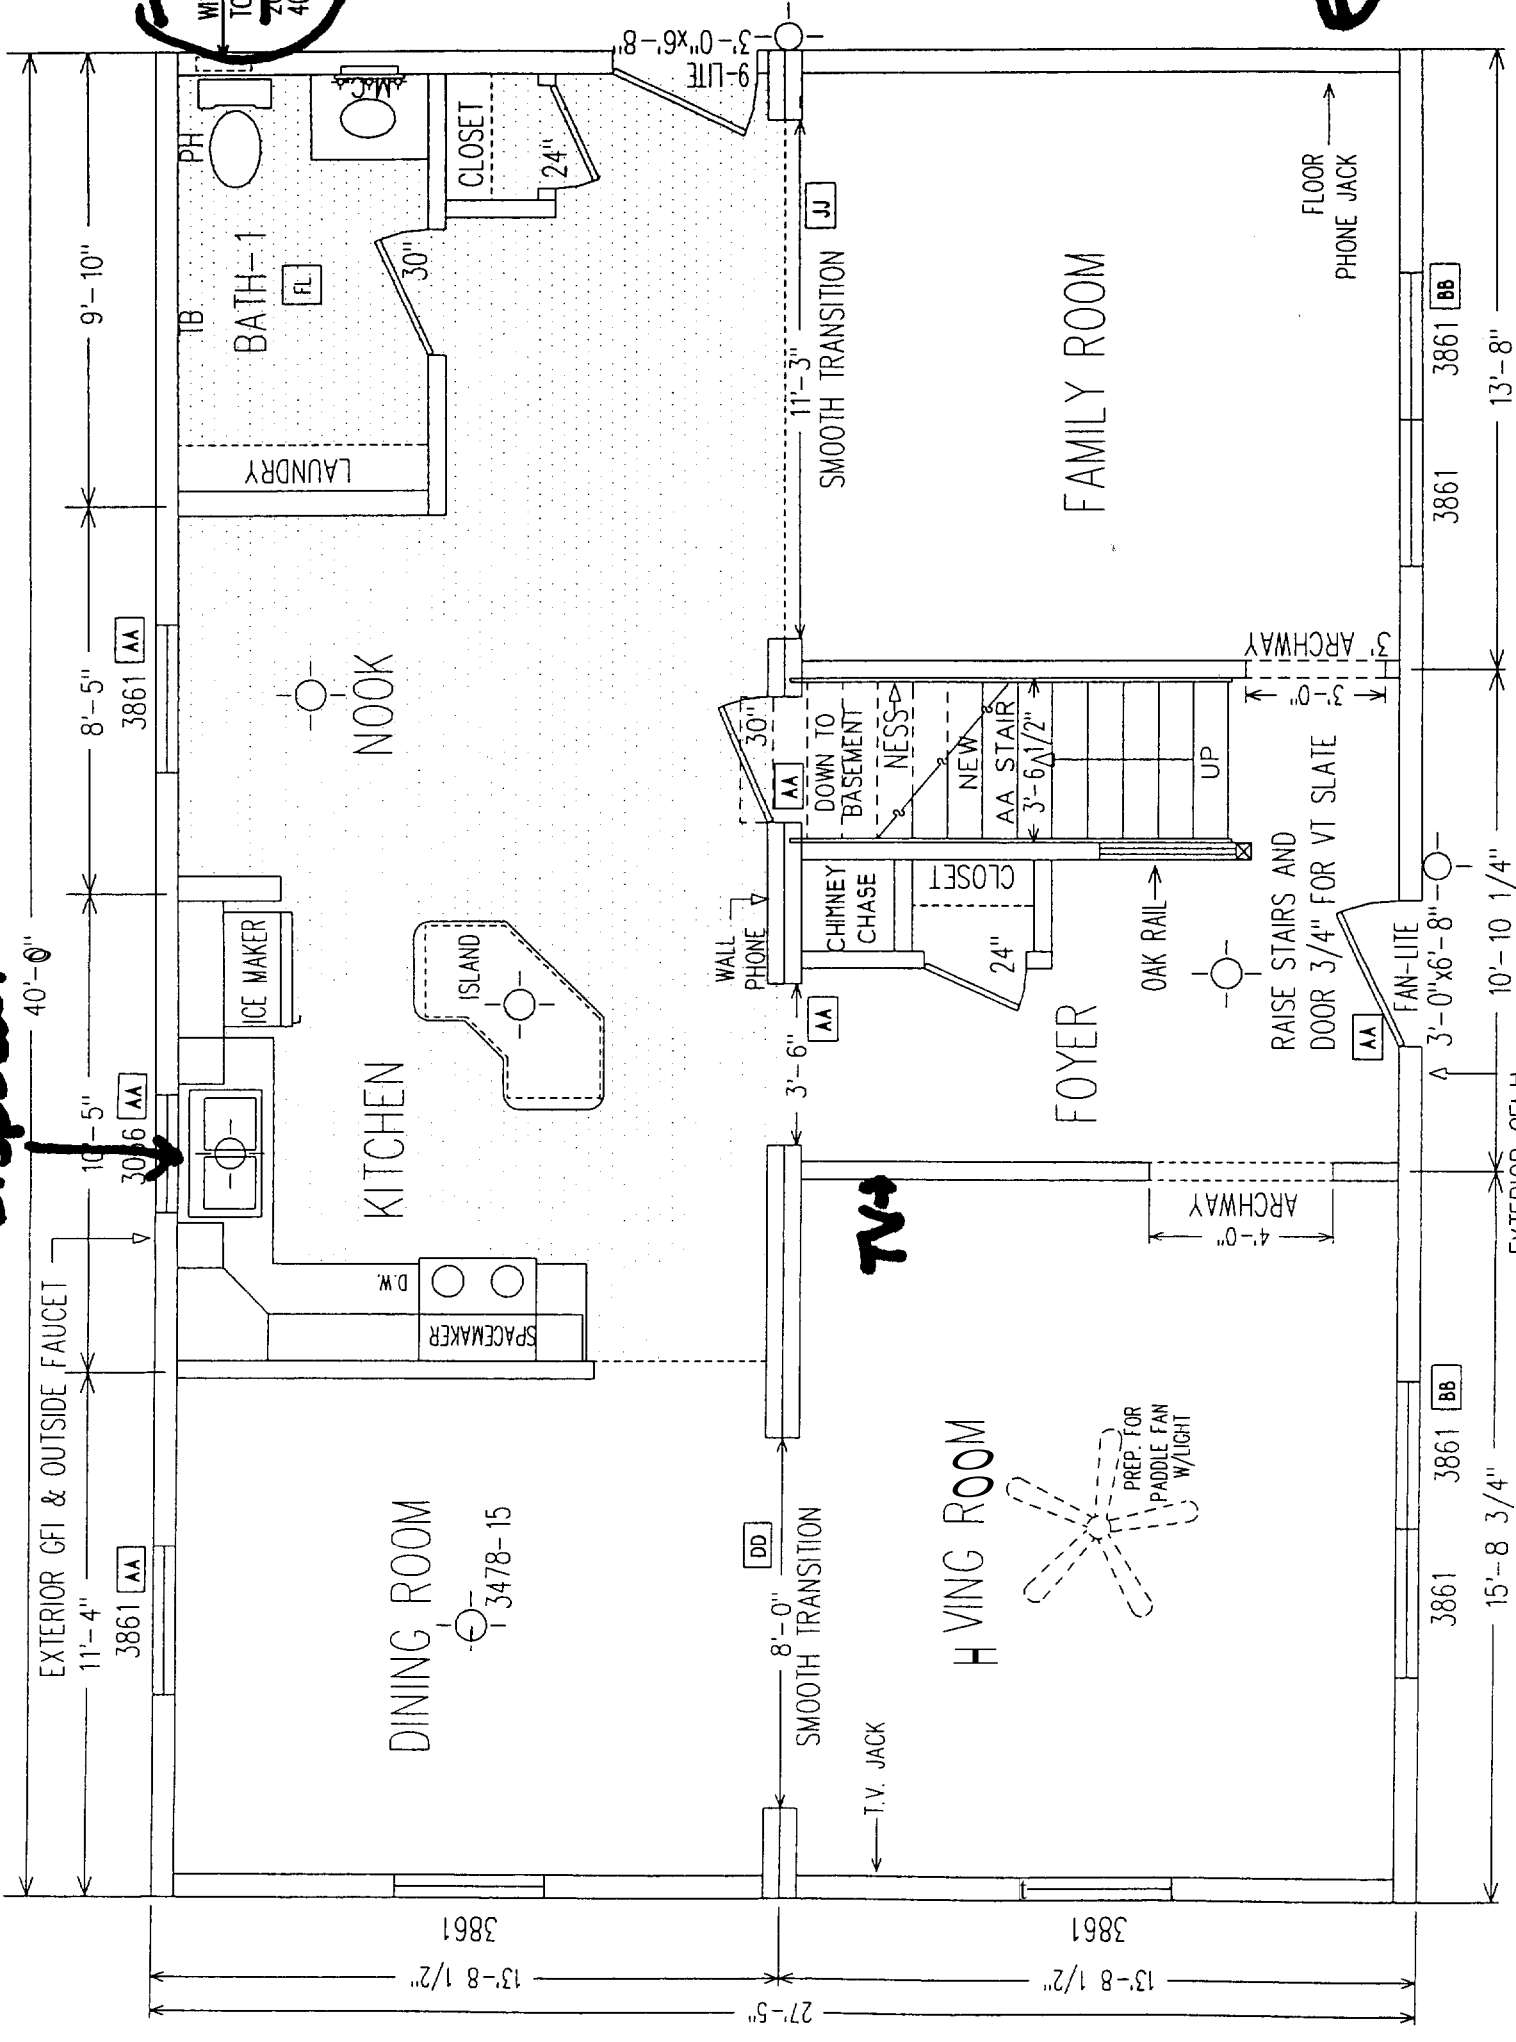 40'-0"
9'-10"
8'-5"
10'-5"
11'-4"
EXTERIOR GFI & OUTSIDE FAUCET
3861 AA
3066 AA
3861 AA
TB
PH
BATH-1
FL
M.C.
LAUNDRY
30"
CLOSET
24"
9-LITE
3'-0"x6'-8"
NOOK
ICE MAKER
ISLAND
KITCHEN
D.W.
SPACEMAKER
DINING ROOM
3478-15
JJ
11'-3"
SMOOTH TRANSITION
30"
AA
WALL
PHONE
3'-6"
AA
DD
8'-0"
SMOOTH TRANSITION
FAMILY ROOM
FLOOR
PHONE JACK
3' ARCHWAY
3'-0"
DOWN TO
BASEMENT
NESS
NEW
AA STAIR
3'-6 1/2"
UP
CHIMNEY
CHASE
CLOSET
24"
OAK RAIL
RAISE STAIRS AND
DOOR 3/4" FOR VT SLATE
FOYER
AA
FAN-LITE
3'-0"x6'-8"
TV
ARCHWAY
4'-0"
H VING ROOM
PREP. FOR
PADDLE FAN
W/LIGHT
T.V. JACK
3861 3861 BB
3861 3861 BB
13'-8"
10'-10 1/4"
15'-8 3/4"
3861
3861
13'-8 1/2"
13'-8 1/2"
27'-5"